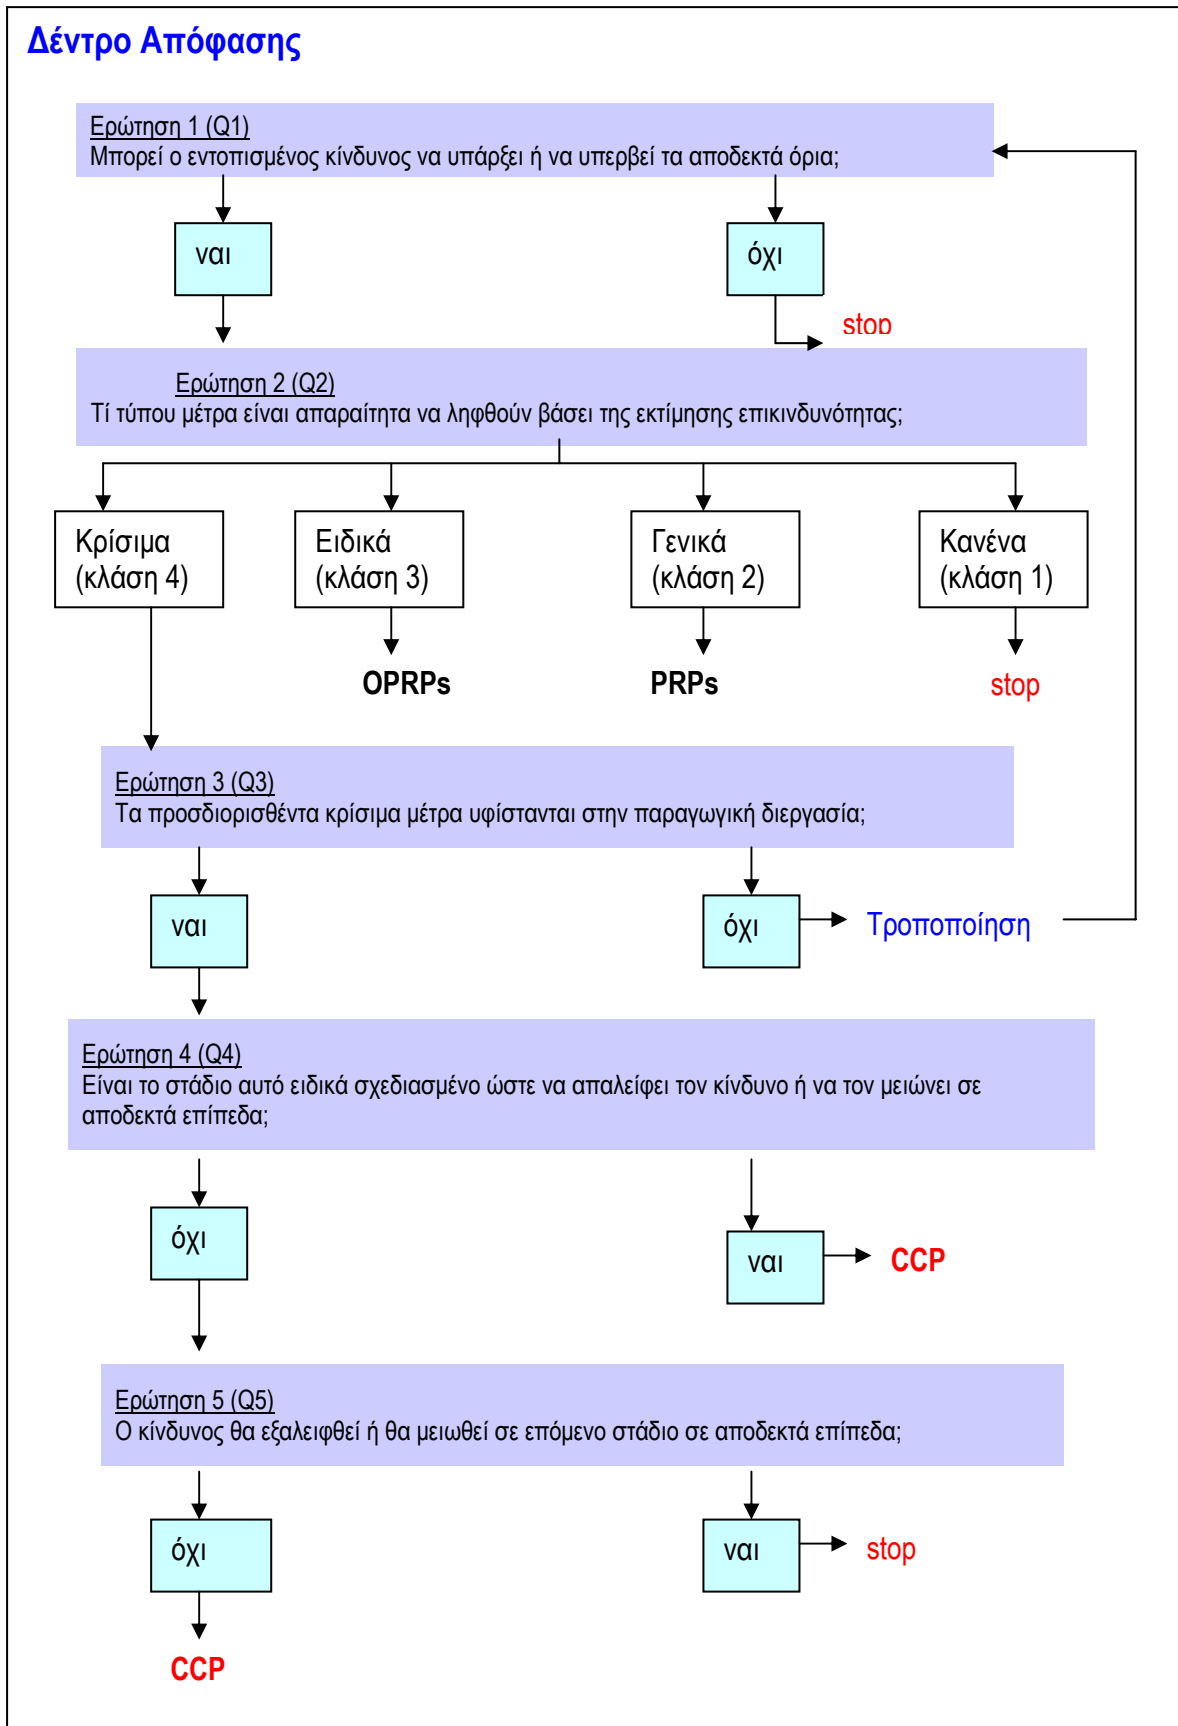 Δέντρο Απόφασης
Ερώτηση 1 (Q1)
Μπορεί ο εντοπισμένος κίνδυνος να υπάρξει ή να υπερβεί τα αποδεκτά όρια;
ναι
όχι
stop
Ερώτηση 2 (Q2)
Τί τύπου μέτρα είναι απαραίτητα να ληφθούν βάσει της εκτίμησης επικινδυνότητας;
Κρίσιμα
(κλάση 4)
Ειδικά
(κλάση 3)
Γενικά
(κλάση 2)
Κανένα
(κλάση 1)
OPRPs
PRPs
stop
Ερώτηση 3 (Q3)
Τα προσδιορισθέντα κρίσιμα μέτρα υφίστανται στην παραγωγική διεργασία;
ναι
όχι
Τροποποίηση
Ερώτηση 4 (Q4)
Είναι το στάδιο αυτό ειδικά σχεδιασμένο ώστε να απαλείφει τον κίνδυνο ή να τον μειώνει σε
αποδεκτά επίπεδα;
όχι
ναι
CCP
Ερώτηση 5 (Q5)
Ο κίνδυνος θα εξαλειφθεί ή θα μειωθεί σε επόμενο στάδιο σε αποδεκτά επίπεδα;
όχι
ναι
stop
CCP